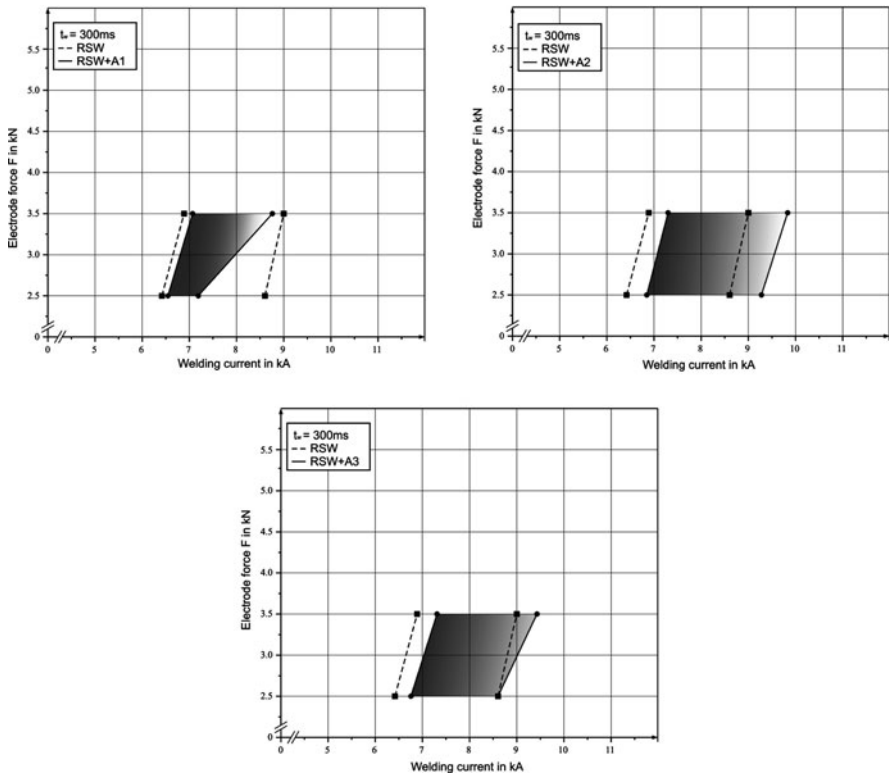 t_w = 300ms
RSW
RSW+A1
Electrode force F in kN
5.5
5.0
4.5
4.0
3.5
3.0
2.5
0
0 5 6 7 8 9 10 11
Welding current in kA
t_w = 300ms
RSW
RSW+A2
Electrode force F in kN
5.5
5.0
4.5
4.0
3.5
3.0
2.5
0
0 5 6 7 8 9 10 11
Welding current in kA
t_w = 300ms
RSW
RSW+A3
Electrode force F in kN
5.5
5.0
4.5
4.0
3.5
3.0
2.5
0
0 5 6 7 8 9 10 11
Welding current in kA